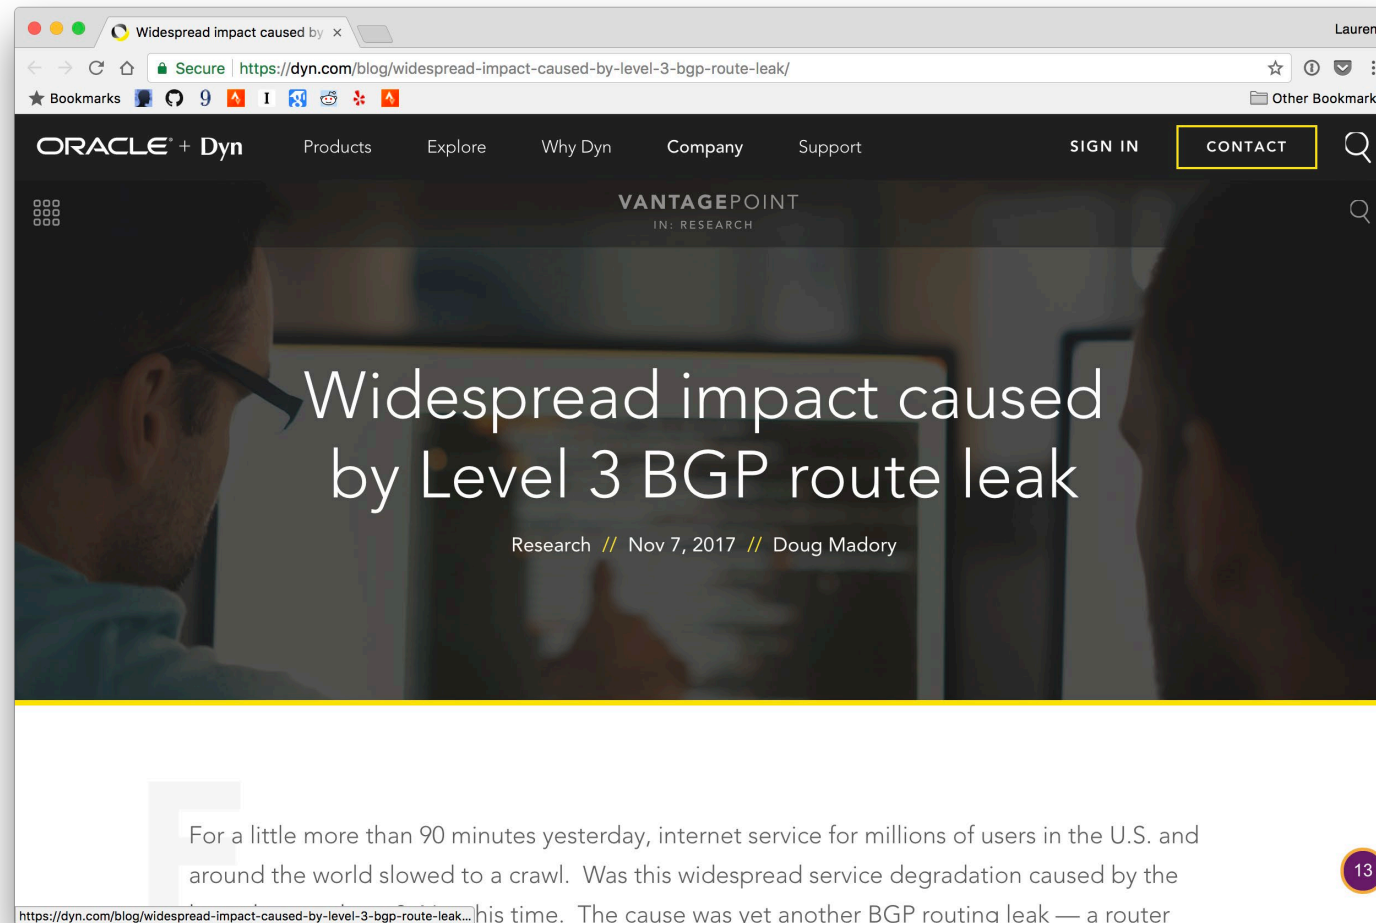 Widespread impact caused by
Lauren
Secure https://dyn.com/blog/widespread-impact-caused-by-level-3-bgp-route-leak/
Bookmarks 9 I
Other Bookmark
ORACLE + Dyn Products Explore Why Dyn Company Support SIGN IN CONTACT
VANTAGEPOINT
IN: RESEARCH
Widespread impact caused
by Level 3 BGP route leak
Research // Nov 7, 2017 // Doug Madory
For a little more than 90 minutes yesterday, internet service for millions of users in the U.S. and
around the world slowed to a crawl. Was this widespread service degradation caused by the
his time. The cause was yet another BGP routing leak — a router
https://dyn.com/blog/widespread-impact-caused-by-level-3-bgp-route-leak...
13